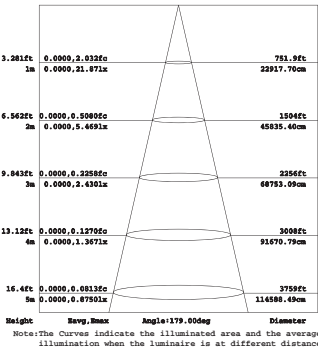 3.281ft 0.0000,2.032fc 751.9ft
1m 0.0000,21.87lx 22917.70cm
6.562ft 0.0000,0.5080fc 1504ft
2m 0.0000,5.469lx 45835.40cm
9.843ft 0.0000,0.2258fc 2256ft
3m 0.0000,2.430lx 68753.09cm
13.12ft 0.0000,0.1270fc 3008ft
4m 0.0000,1.367lx 91670.79cm
16.4ft 0.0000,0.0813fc 3759ft
5m 0.0000,0.8750lx 114588.49cm
Height Eavg,Emax Angle:179.00deg Diameter
Note:The Curves indicate the illuminated area and the average
illumination when the luminaire is at different distance